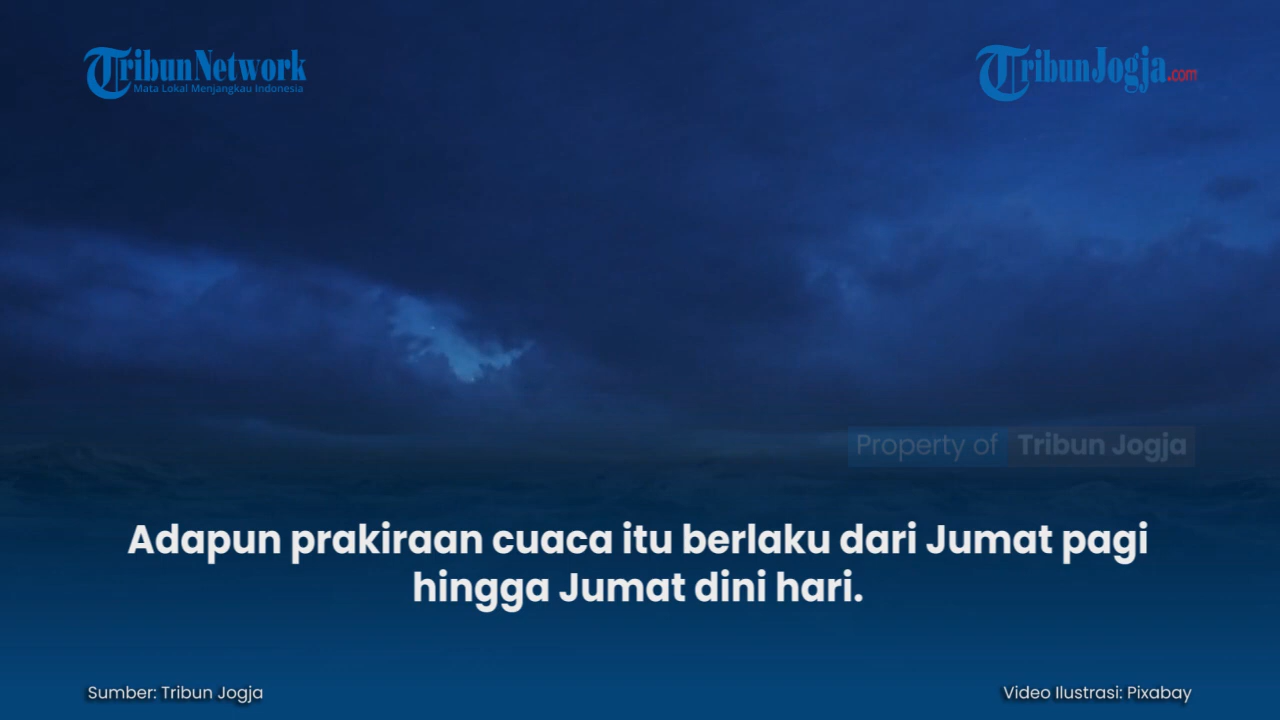 TribunNetwork
Mata Lokal Menjangkau Indonesia
TribunJogja.com
Property of Tribun Jogja
Adapun prakiraan cuaca itu berlaku dari Jumat pagi
hingga Jumat dini hari.
Sumber: Tribun Jogja
Video Ilustrasi: Pixabay